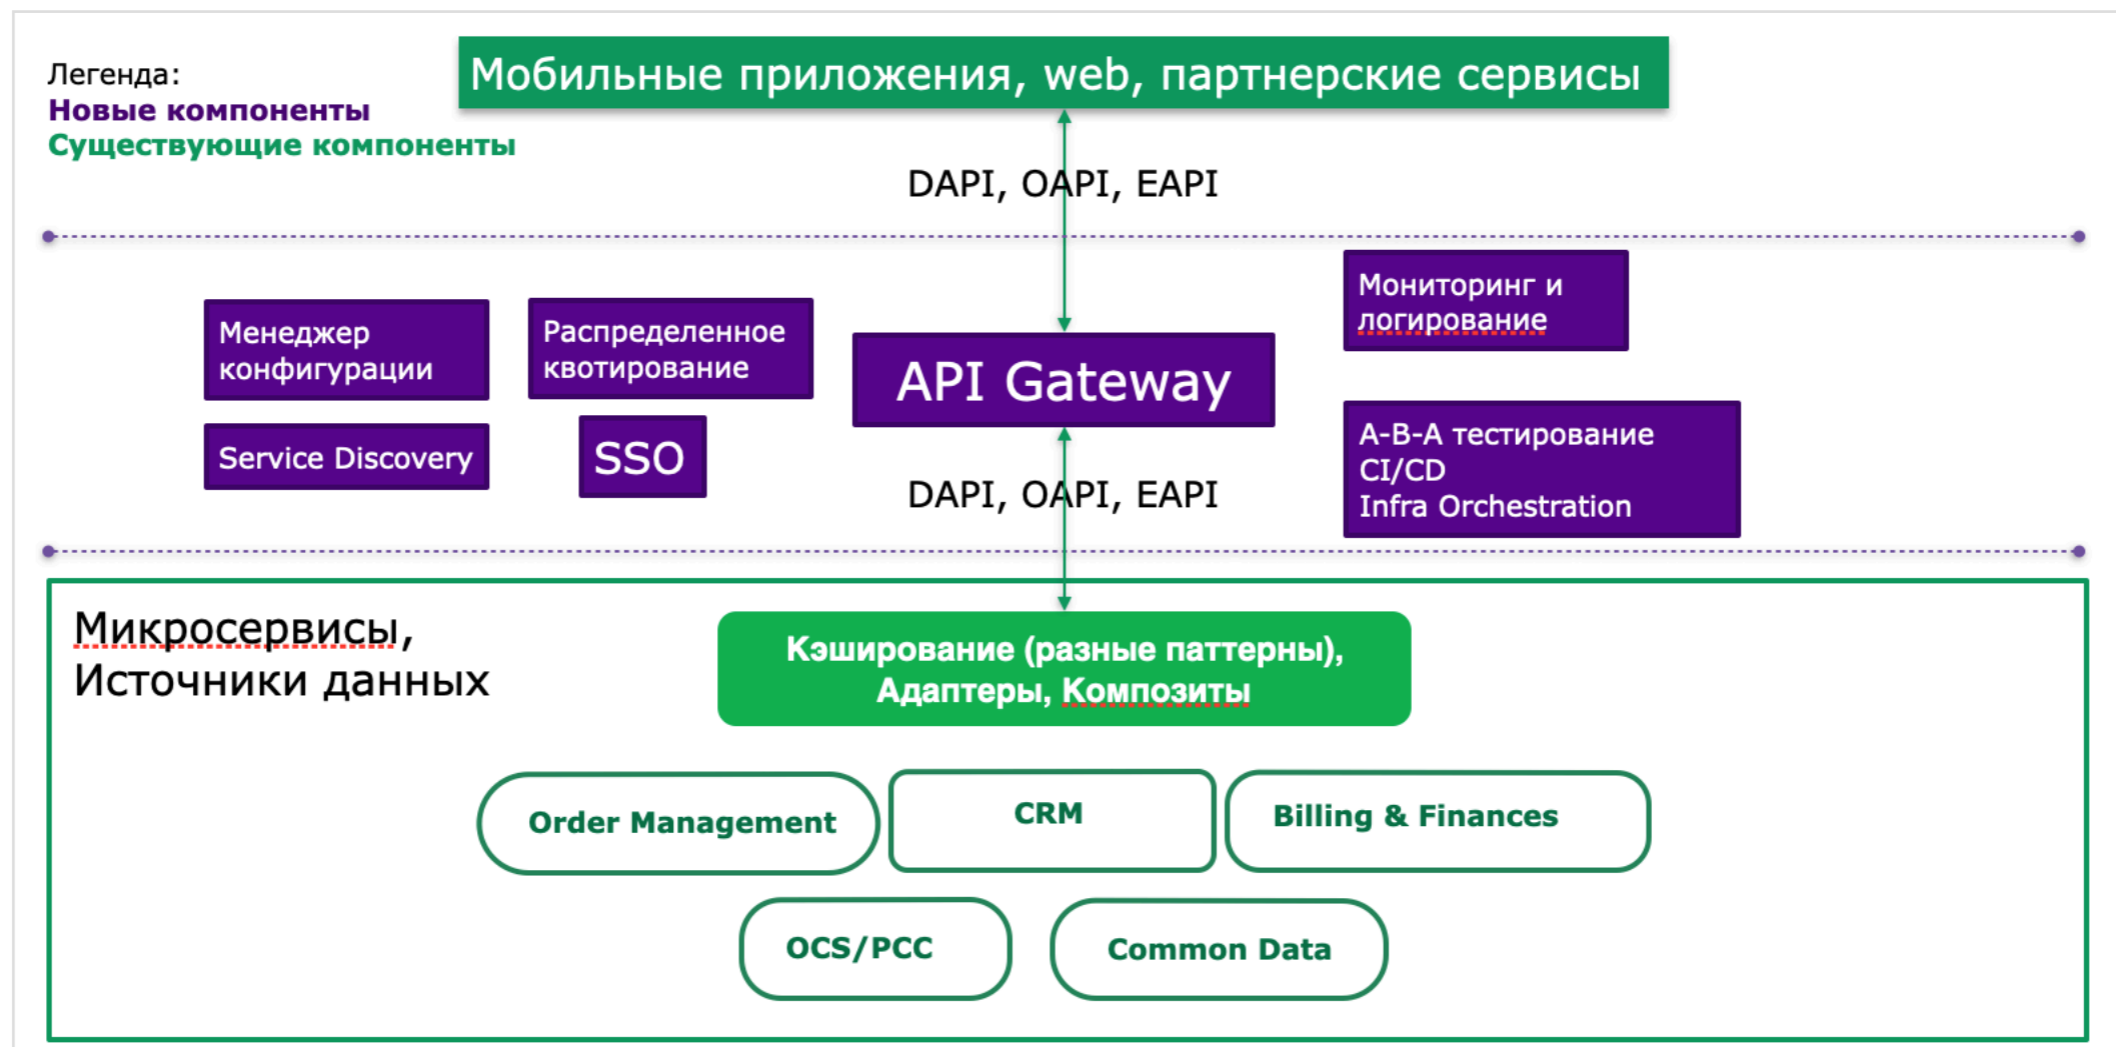 Легенда:
Новые компоненты
Существующие компоненты
Мобильные приложения, web, партнерские сервисы
DAPI, OAPI, EAPI
Менеджер
конфигурации
Распределенное
квотирование
Service Discovery
SSO
API Gateway
Мониторинг и
логирование
A-B-A тестирование
CI/CD
Infra Orchestration
DAPI, OAPI, EAPI
Микросервисы,
Источники данных
Кэширование (разные паттерны),
Адаптеры, Композиты
Order Management
CRM
Billing & Finances
OCS/PCC
Common Data